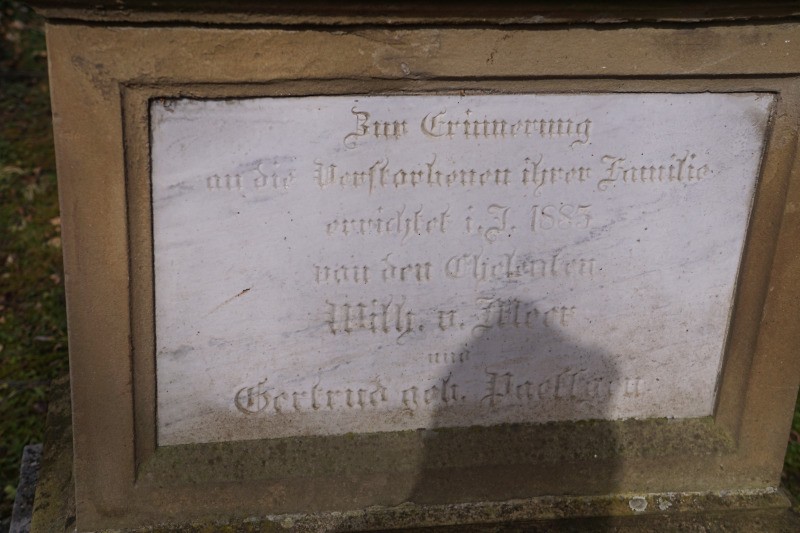 Zur Erinnerung
an die Verstorbenen ihrer Familie
errichtet i. J. 1885
von den Eheleuten
Wilh. v. Meer
und
Gertrud geb.